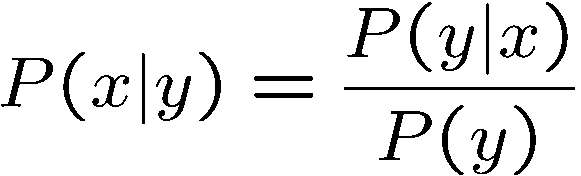 P(x|y) = P(y|x) / P(y)